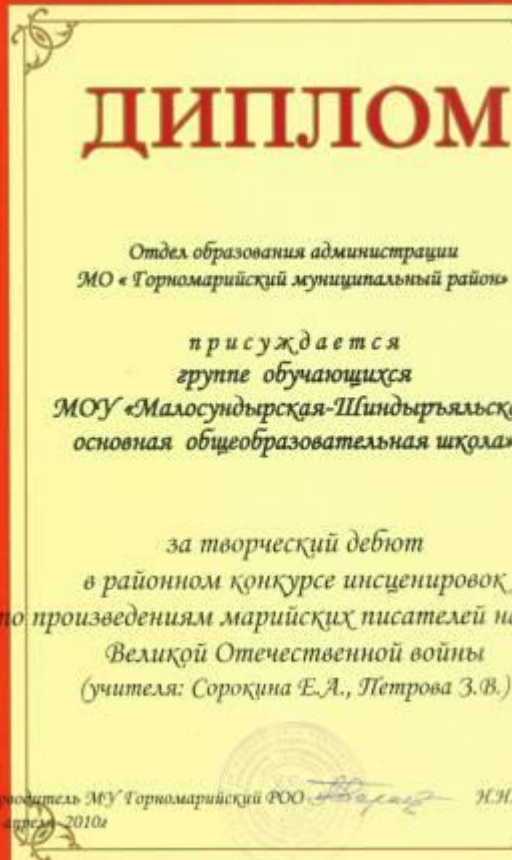 ДИПЛОМ
Отдел образования администрации
МО « Горномарийский муниципальный район»
присуждается
группе обучающихся
МОУ «Малосундырская-Шиндыръяльск
основная общеобразовательная школа»
за творческий дебют
в районном конкурсе инсценировок
по произведениям марийских писателей
Великой Отечественной войны
(учителя: Сорокина Е.А., Петрова З.В.)
МУ Горномарийский РОО Н.Н.
апрель 2010г